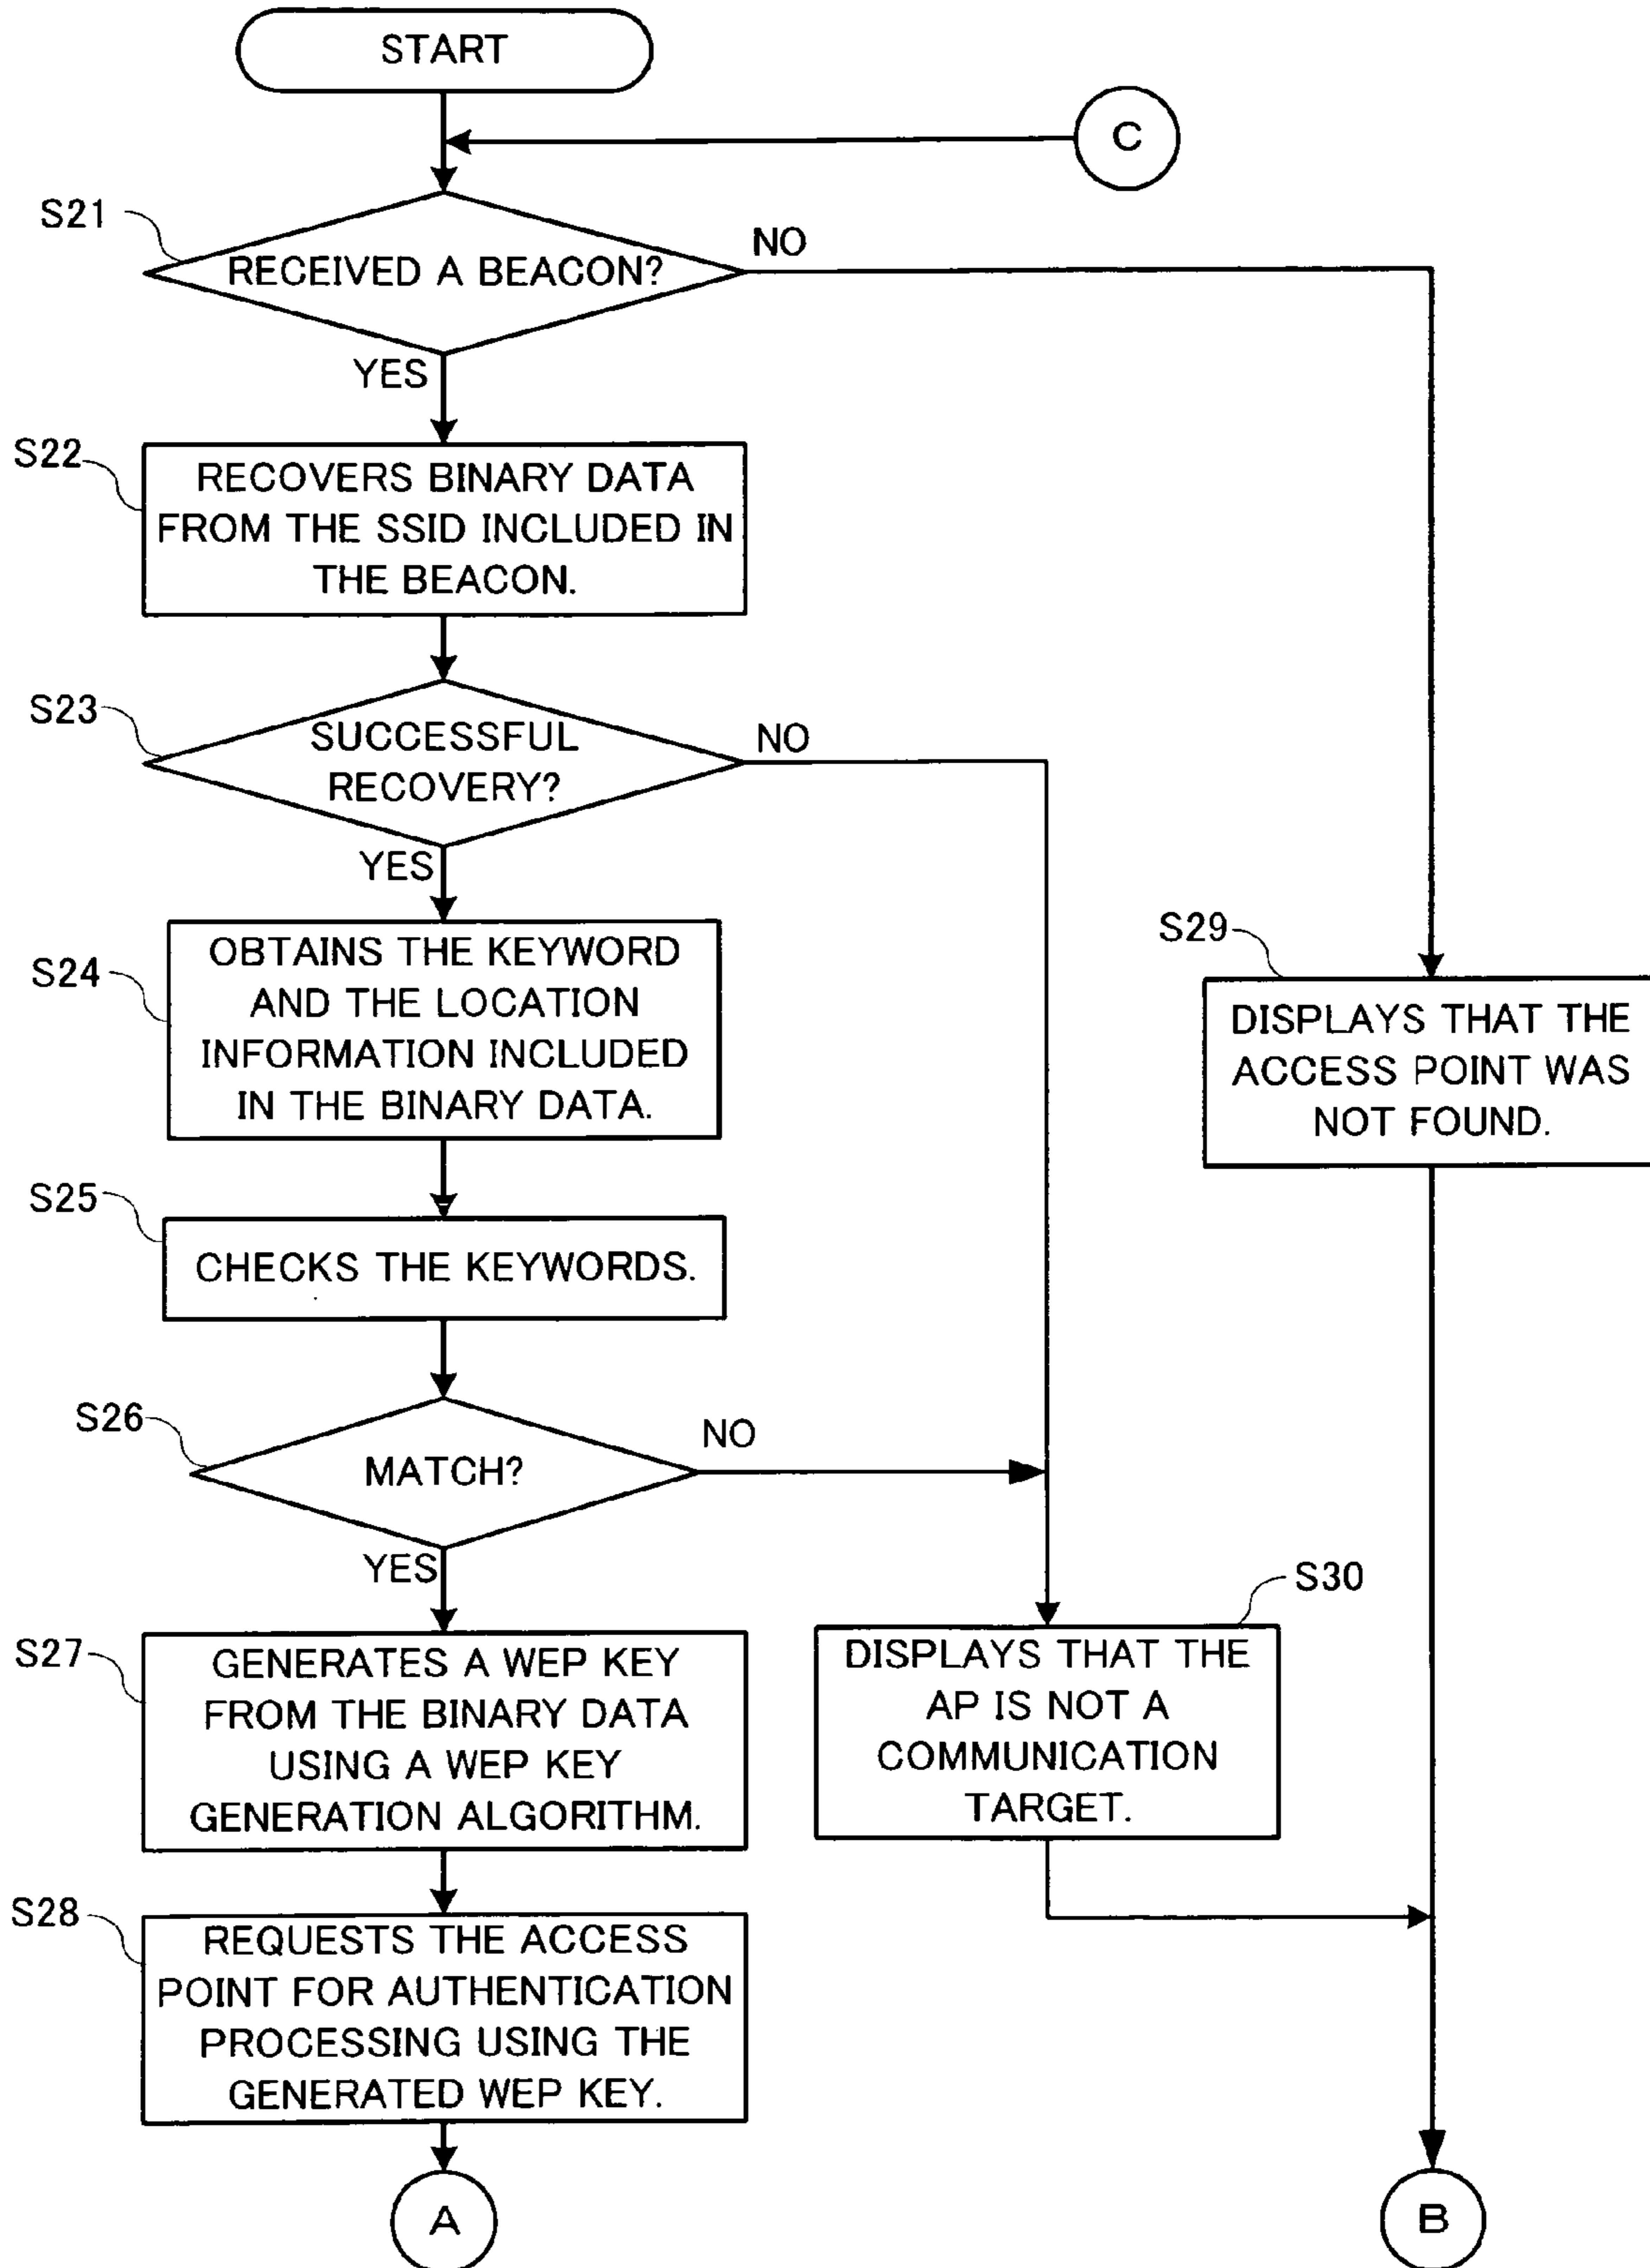 START
C
S21
RECEIVED A BEACON?
NO
YES
S22
RECOVERS BINARY DATA
FROM THE SSID INCLUDED IN
THE BEACON.
S23
SUCCESSFUL
RECOVERY?
NO
YES
S24
OBTAINS THE KEYWORD
AND THE LOCATION
INFORMATION INCLUDED
IN THE BINARY DATA.
S29
DISPLAYS THAT THE
ACCESS POINT WAS
NOT FOUND.
S25
CHECKS THE KEYWORDS.
S26
MATCH?
NO
YES
S27
GENERATES A WEP KEY
FROM THE BINARY DATA
USING A WEP KEY
GENERATION ALGORITHM.
S30
DISPLAYS THAT THE
AP IS NOT A
COMMUNICATION
TARGET.
S28
REQUESTS THE ACCESS
POINT FOR AUTHENTICATION
PROCESSING USING THE
GENERATED WEP KEY.
A
B